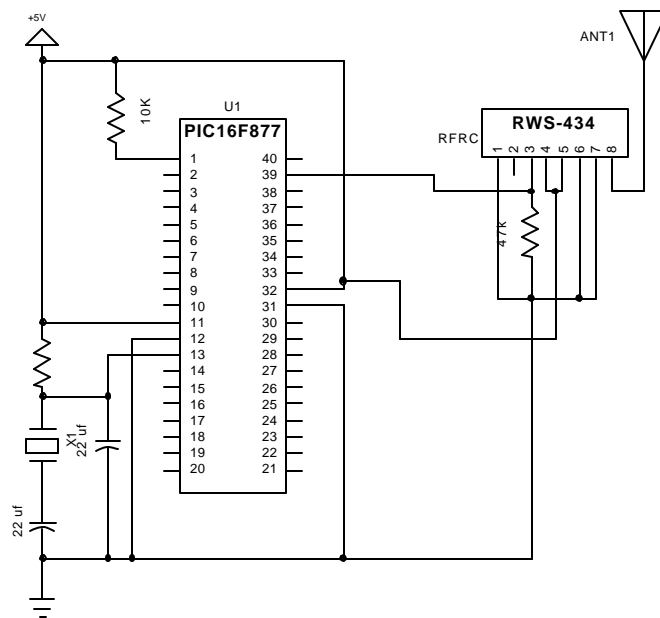 +5V
ANT1
10K
U1
PIC16F877
RFRC
RWS-434
1 2 3 4 5 6 7 8
1 40
2 39
3 38
4 37
5 36
6 35
7 34
8 33
9 32
10 31
11 30
12 29
13 28
14 27
15 26
16 25
17 24
18 23
19 22
20 21
47k
X1
22 uf
22 uf